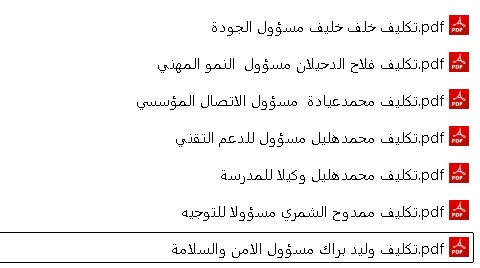 تكليف خلف خليف مسؤول الجودة.pdf
تكليف فلاح الدحيلان مسؤول  النمو المهني.pdf
تكليف محمدعيادة  مسؤول الاتصال المؤسسي.pdf
تكليف محمدهليل مسؤول للدعم التقني.pdf
تكليف محمدهليل وكيلا للمدرسة.pdf
تكليف ممدوح الشمري مسؤولا للتوجيه.pdf
تكليف وليد براك مسؤول الامن والسلامة.pdf